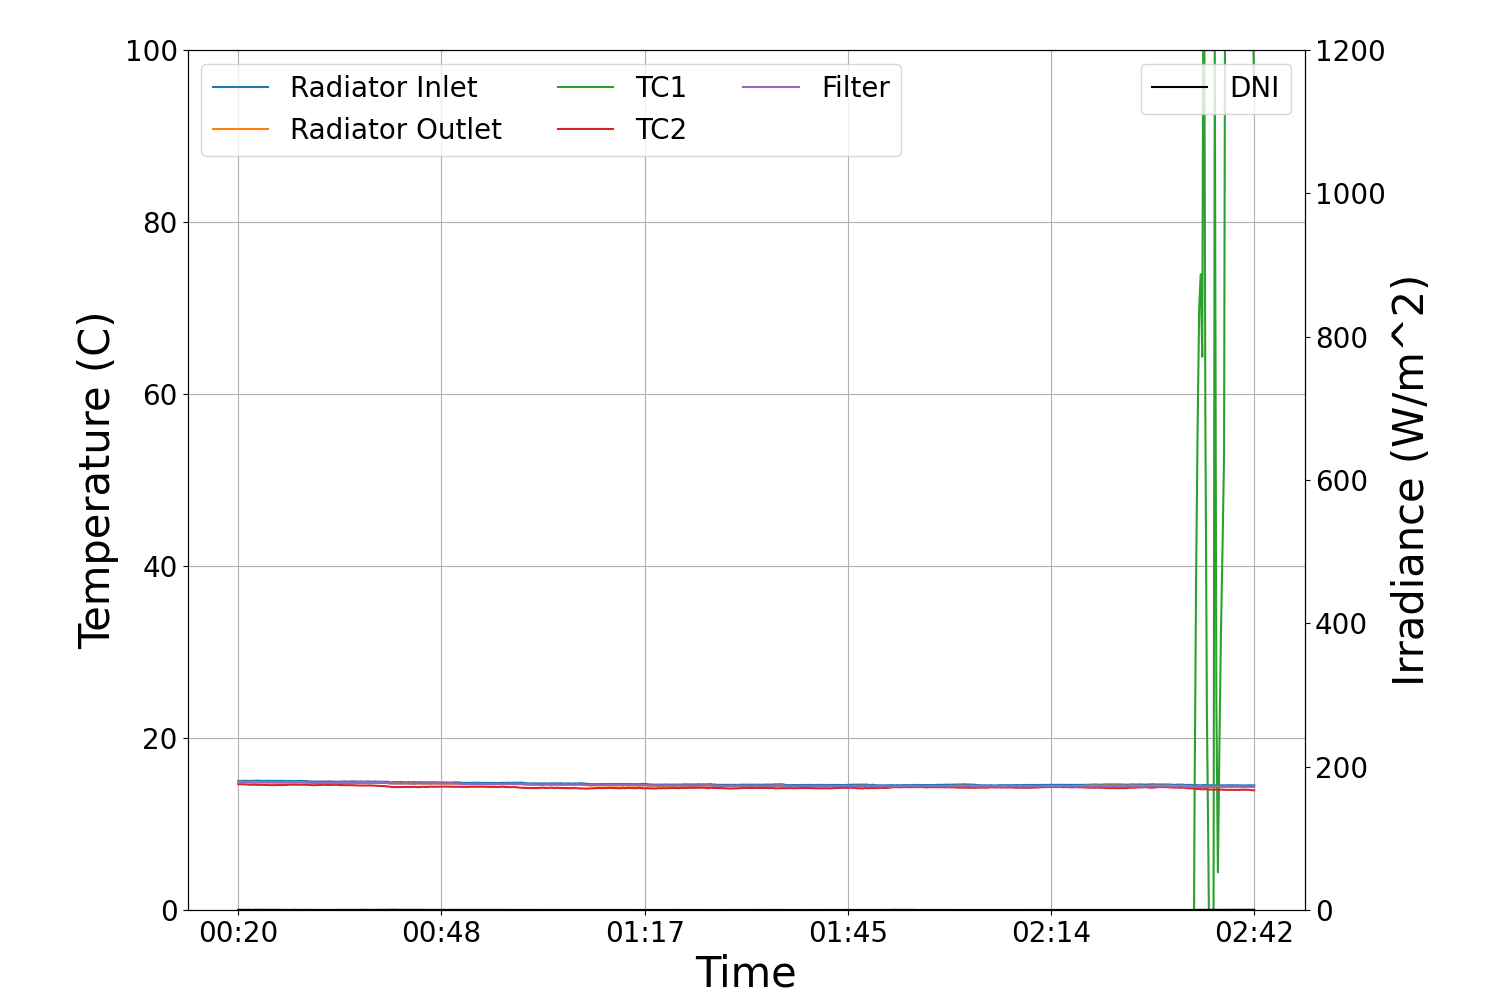 100
80
60
40
20
0
Temperature (C)
Radiator Inlet
Radiator Outlet
TC1
TC2
Filter
DNI
1200
1000
800
600
400
200
0
Irradiance (W/m^2)
00:20 00:48 01:17 01:45 02:14 02:42
Time